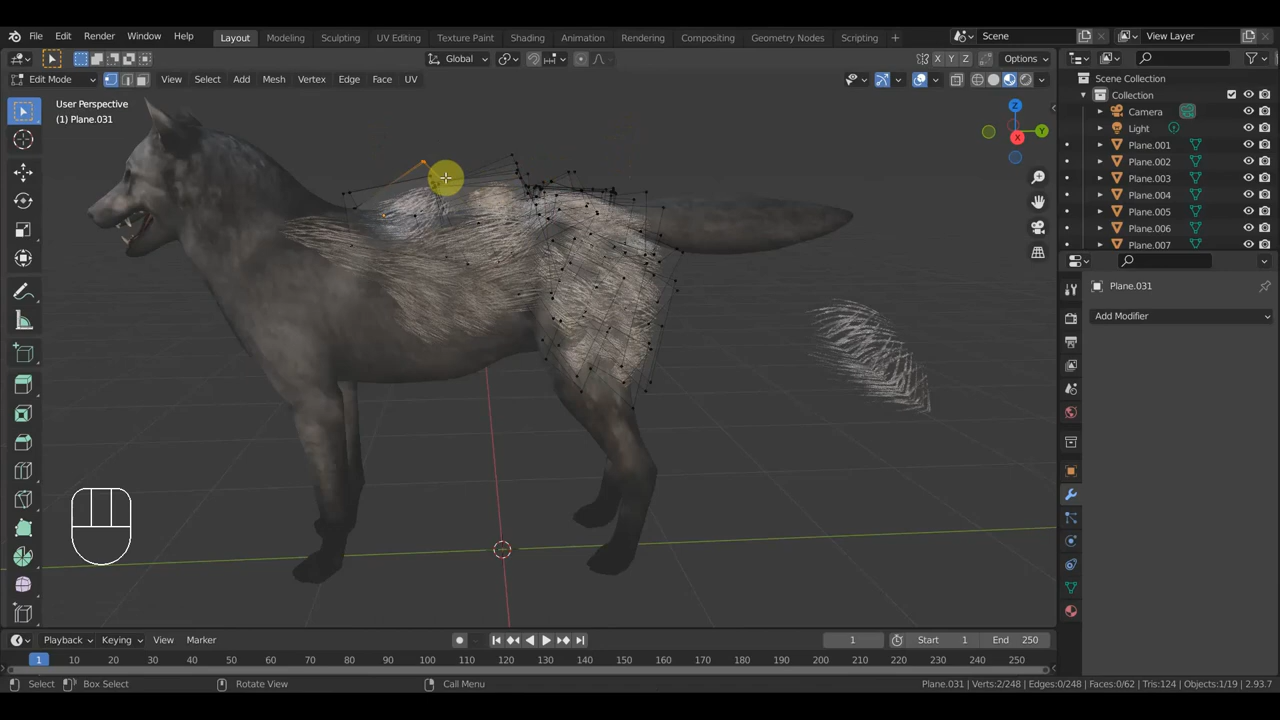 File Edit Render Window Help Layout Modeling Sculpting UV Editing Texture Paint Shading Animation Rendering Compositing Geometry Nodes Scripting + Scene View Layer
Global X Y Z Options
Edit Mode View Select Add Mesh Vertex Edge Face UV
Scene Collection
Collection
Camera
Light
Plane.001
Plane.002
Plane.003
Plane.004
Plane.005
Plane.006
Plane.007
User Perspective
(1) Plane.031
Z
Y
X
Plane.031
Add Modifier
Playback Keying View Marker 1 Start 1 End 250
1 10 20 30 40 50 60 70 80 90 100 110 120 130 140 150 160 170 180 190 200 210 220 230 240 250
Select Box Select Rotate View Call Menu Plane.031 | Verts:2/248 | Edges:0/248 | Faces:0/62 | Tris:124 | Objects:1/19 | 2.93.7